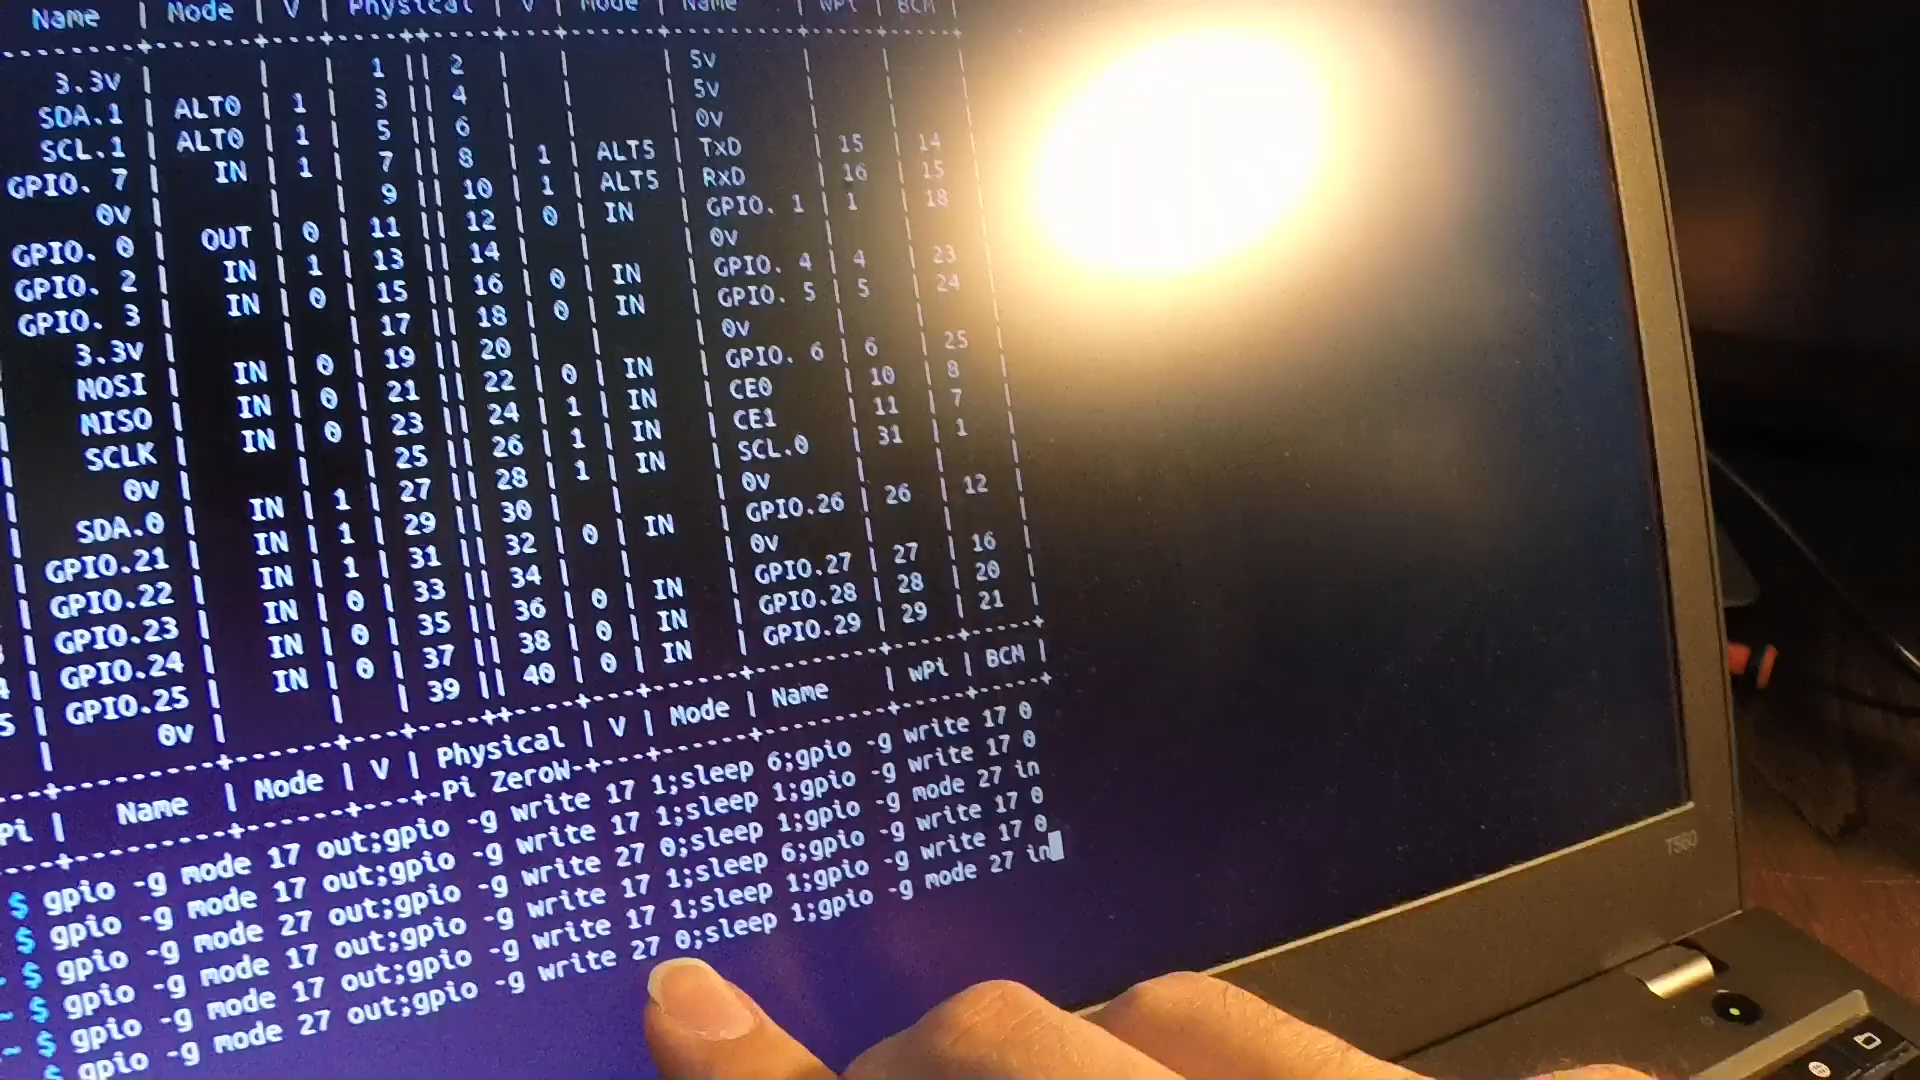 Name | Mode | V | Physical | V | Mode | Name | wPi | BCM |
3.3V | | | 1 || 2 | | | 5v | | |
SDA.1 | ALT0 | 1 | 3 || 4 | | | 5v | | |
SCL.1 | ALT0 | 1 | 5 || 6 | | | 0v | | |
GPIO. 7 | IN | 1 | 7 || 8 | 1 | ALT5 | TxD | 15 | 14 |
0v | | | 9 || 10 | 1 | ALT5 | RxD | 16 | 15 |
GPIO. 0 | OUT | 0 | 11 || 12 | 0 | IN | GPIO. 1 | 1 | 18 |
GPIO. 2 | IN | 1 | 13 || 14 | | | 0v | | |
GPIO. 3 | IN | 0 | 15 || 16 | 0 | IN | GPIO. 4 | 4 | 23 |
3.3V | | | 17 || 18 | 0 | IN | GPIO. 5 | 5 | 24 |
MOSI | IN | 0 | 19 || 20 | | | 0v | | |
MISO | IN | 0 | 21 || 22 | 0 | IN | GPIO. 6 | 6 | 25 |
SCLK | IN | 0 | 23 || 24 | 1 | IN | CE0 | 10 | 8 |
0v | | | 25 || 26 | 1 | IN | CE1 | 11 | 7 |
SDA.0 | IN | 1 | 27 || 28 | 1 | IN | SCL.0 | 31 | 1 |
GPIO.21 | IN | 1 | 29 || 30 | | | 0v | | |
GPIO.22 | IN | 1 | 31 || 32 | 0 | IN | GPIO.26 | 26 | 12 |
GPIO.23 | IN | 0 | 33 || 34 | | | 0v | | |
GPIO.24 | IN | 0 | 35 || 36 | 0 | IN | GPIO.27 | 27 | 16 |
GPIO.25 | IN | 0 | 37 || 38 | 0 | IN | GPIO.28 | 28 | 20 |
0v | | | 39 || 40 | 0 | IN | GPIO.29 | 29 | 21 |
Pi | Name | Mode | V | Physical | V | Mode | Name | wPi | BCM |
Pi ZeroW
$ gpio -g mode 17 out;gpio -g write 17 1;sleep 6;gpio -g write 17 0
$ gpio -g mode 17 out;gpio -g write 17 1;sleep 1;gpio -g write 17 0
$ gpio -g mode 27 out;gpio -g write 27 0;sleep 1;gpio -g mode 27 in
~ $ gpio -g mode 17 out;gpio -g write 17 1;sleep 6;gpio -g write 17 0
~ $ gpio -g mode 17 out;gpio -g write 17 1;sleep 1;gpio -g write 17 0
$ gpio -g mode 27 out;gpio -g write 27 0;sleep 1;gpio -g mode 27 in
T560